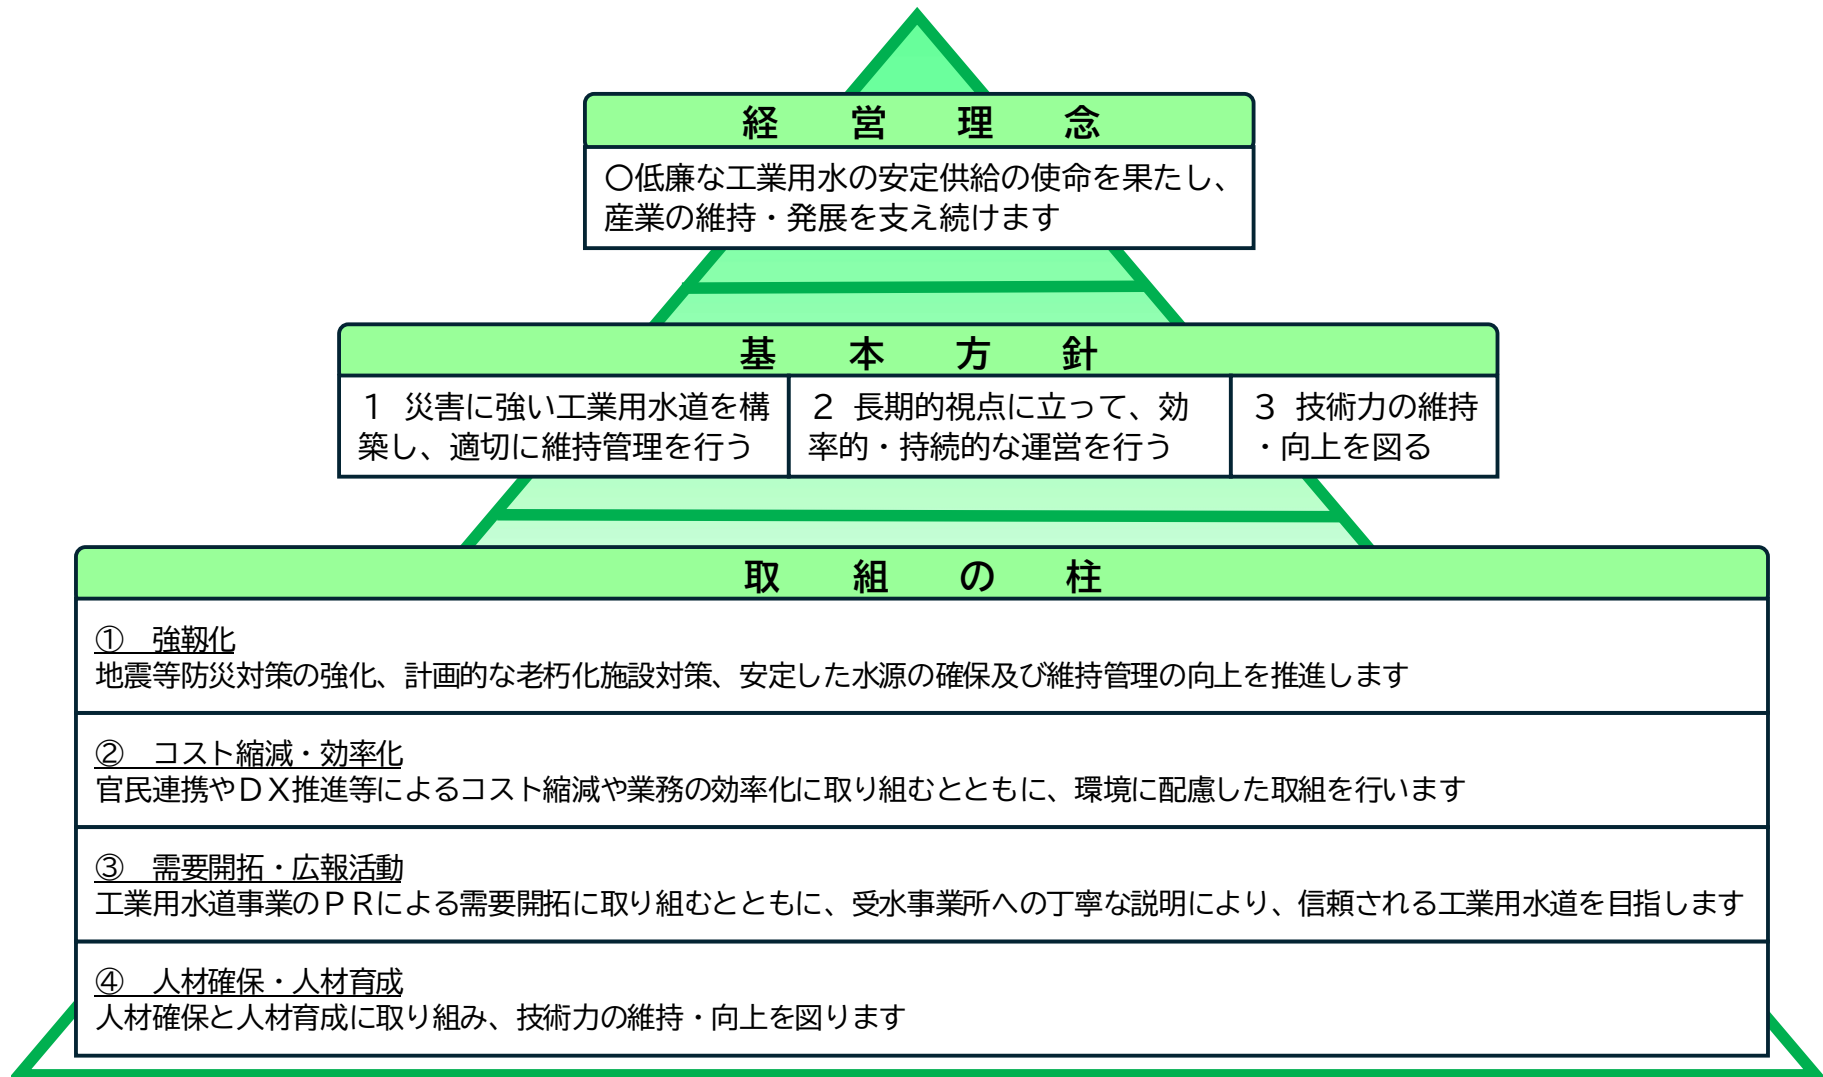 経　営　理　念
〇低廉な工業用水の安定供給の使命を果たし、
産業の維持・発展を支え続けます
基　本　方　針
１ 災害に強い工業用水道を構
築し、適切に維持管理を行う
２ 長期的視点に立って、効
率的・持続的な運営を行う
３ 技術力の維持
・向上を図る
取　組　の　柱
①　強靱化
地震等防災対策の強化、計画的な老朽化施設対策、安定した水源の確保及び維持管理の向上を推進します
②　コスト縮減・効率化
官民連携やＤＸ推進等によるコスト縮減や業務の効率化に取り組むとともに、環境に配慮した取組を行います
③　需要開拓・広報活動
工業用水道事業のＰＲによる需要開拓に取り組むとともに、受水事業所への丁寧な説明により、信頼される工業用水道を目指します
④　人材確保・人材育成
人材確保と人材育成に取り組み、技術力の維持・向上を図ります